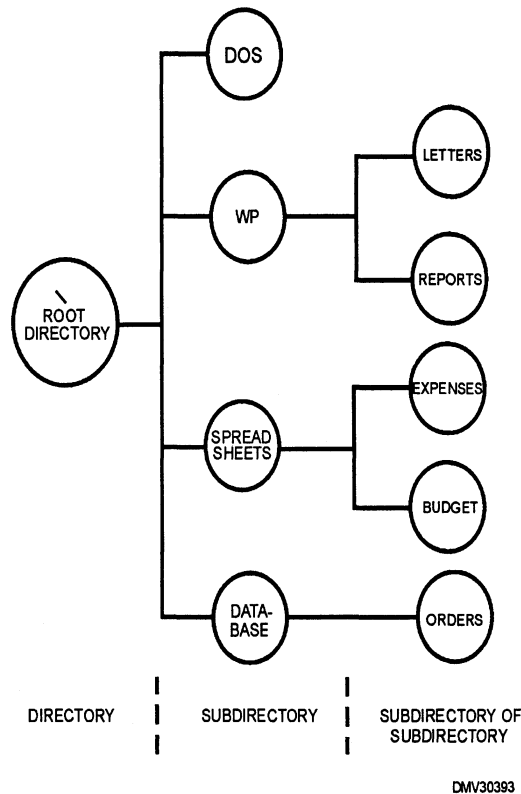 DOS
WP
LETTERS
REPORTS
\
ROOT
DIRECTORY
EXPENSES
SPREAD
SHEETS
BUDGET
DATA-
BASE
ORDERS
DIRECTORY
SUBDIRECTORY
SUBDIRECTORY OF
SUBDIRECTORY
DMV30393